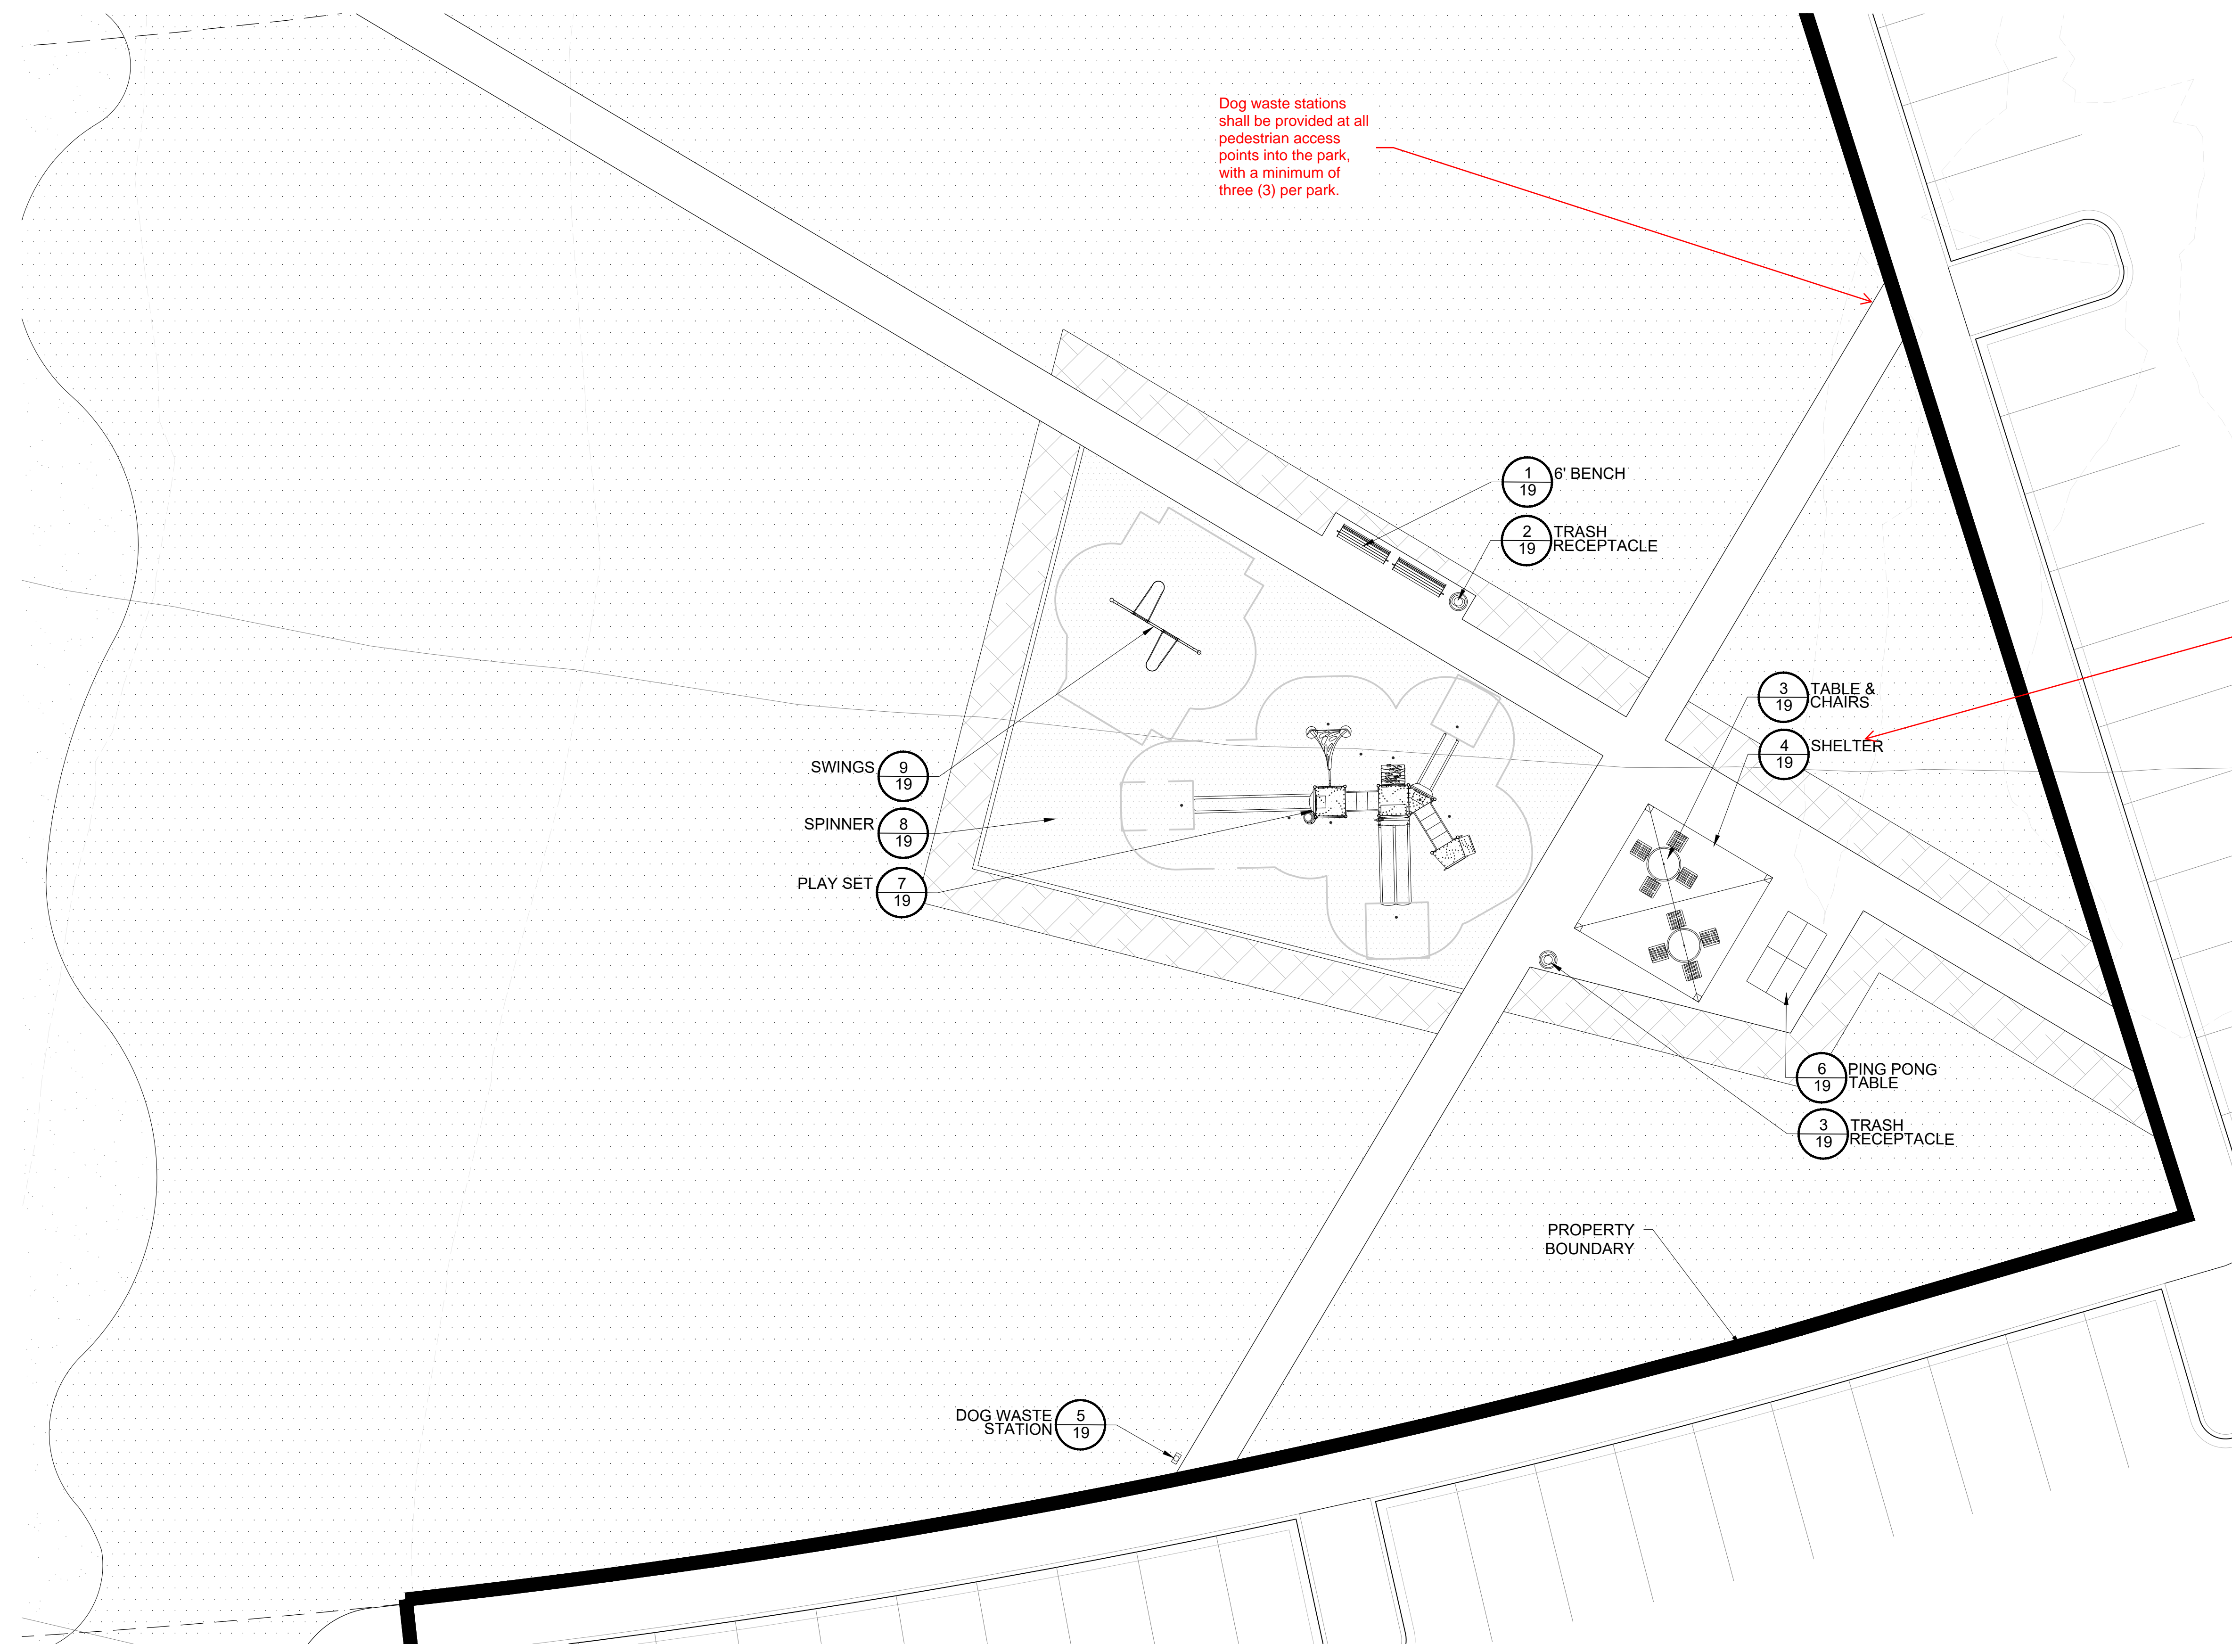 Dog waste stations
shall be provided at all
pedestrian access
points into the park,
with a minimum of
three (3) per park.
1
19
6' BENCH
2
19
TRASH
RECEPTACLE
3
19
TABLE &
CHAIRS
4
19
SHELTER
SWINGS
9
19
SPINNER
8
19
PLAY SET
7
19
6
19
PING PONG
TABLE
3
19
TRASH
RECEPTACLE
PROPERTY
BOUNDARY
DOG WASTE
STATION
5
19